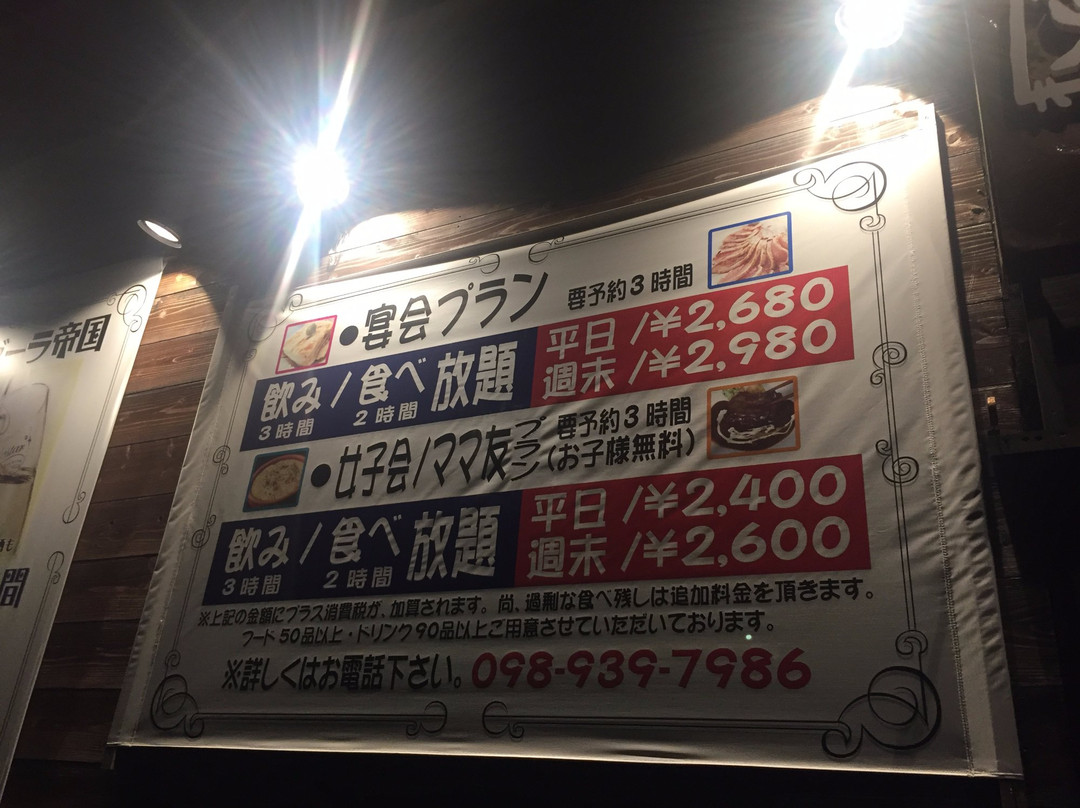 ーラ帝国
●宴会プラン 要予約3時間
飲み/食べ放題
3時間 2時間
平日/¥2,680
週末/¥2,980
●女子会/ママ友プラン 要予約3時間
(お子様無料)
飲み/食べ放題
3時間 2時間
平日/¥2,400
週末/¥2,600
※上記の金額にプラス消費税が、加算されます。尚、過剰な食べ残しは追加料金を頂きます。
フード50品以上・ドリンク90品以上ご用意させていただいております。
※詳しくはお電話下さい。098-939-7986
間